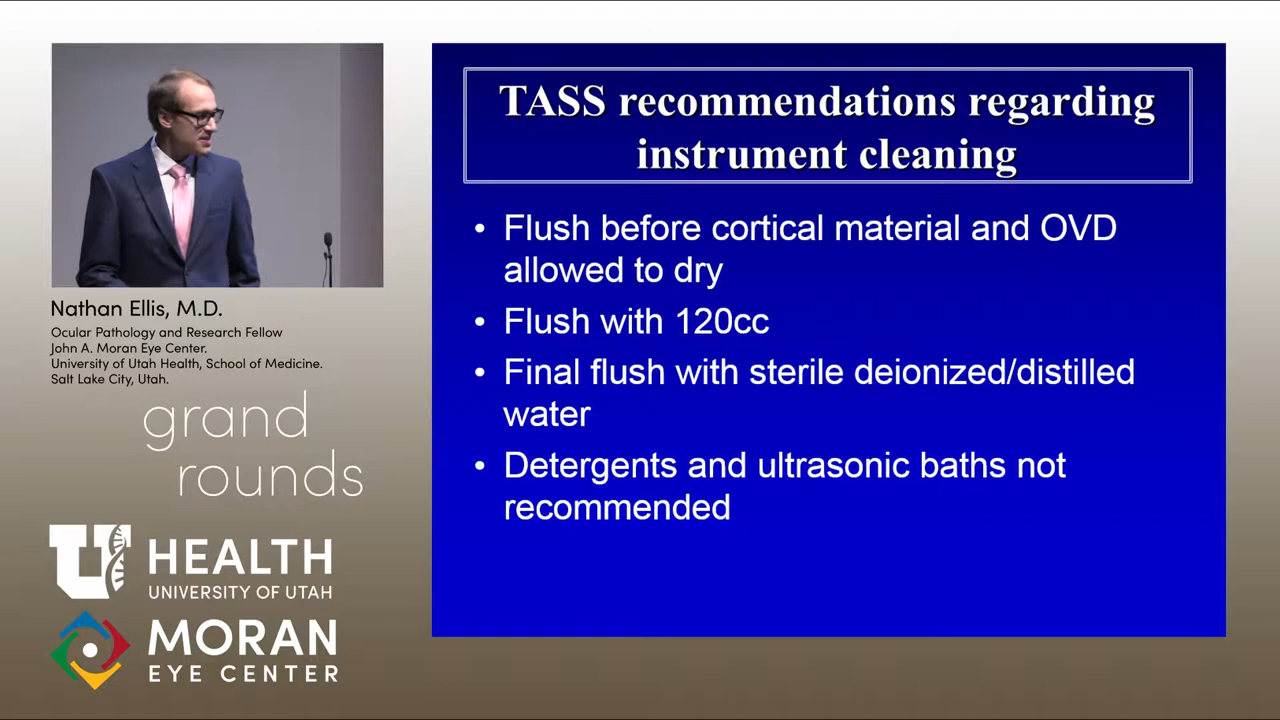 TASS recommendations regarding
instrument cleaning
• Flush before cortical material and OVD
allowed to dry
• Flush with 120cc
• Final flush with sterile deionized/distilled
water
• Detergents and ultrasonic baths not
recommended
Nathan Ellis, M.D.
Ocular Pathology and Research Fellow
John A. Moran Eye Center.
University of Utah Health, School of Medicine.
Salt Lake City, Utah.
grand
rounds
U HEALTH
UNIVERSITY OF UTAH
MORAN
EYE CENTER